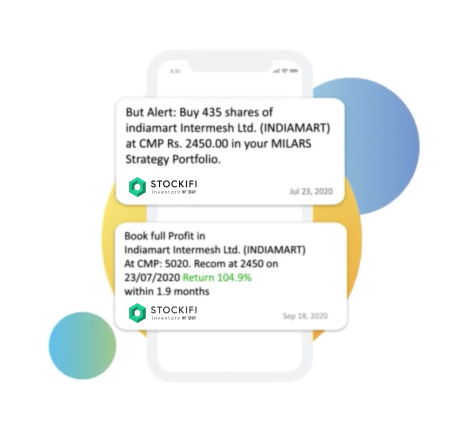 8:30
But Alert: Buy 435 shares of
indiamart Intermesh Ltd. (INDIAMART)
at CMP Rs. 2450.00 in your MILARS
Strategy Portfolio.
STOCKIFI
Investors का इक्का
Jul 23, 2020
Book full Profit in
Indiamart Intermesh Ltd. (INDIAMART)
At CMP: 5020. Recom at 2450 on
23/07/2020 Return 104.9%
within 1.9 months
STOCKIFI
Investors का इक्का
Sep 18, 2020